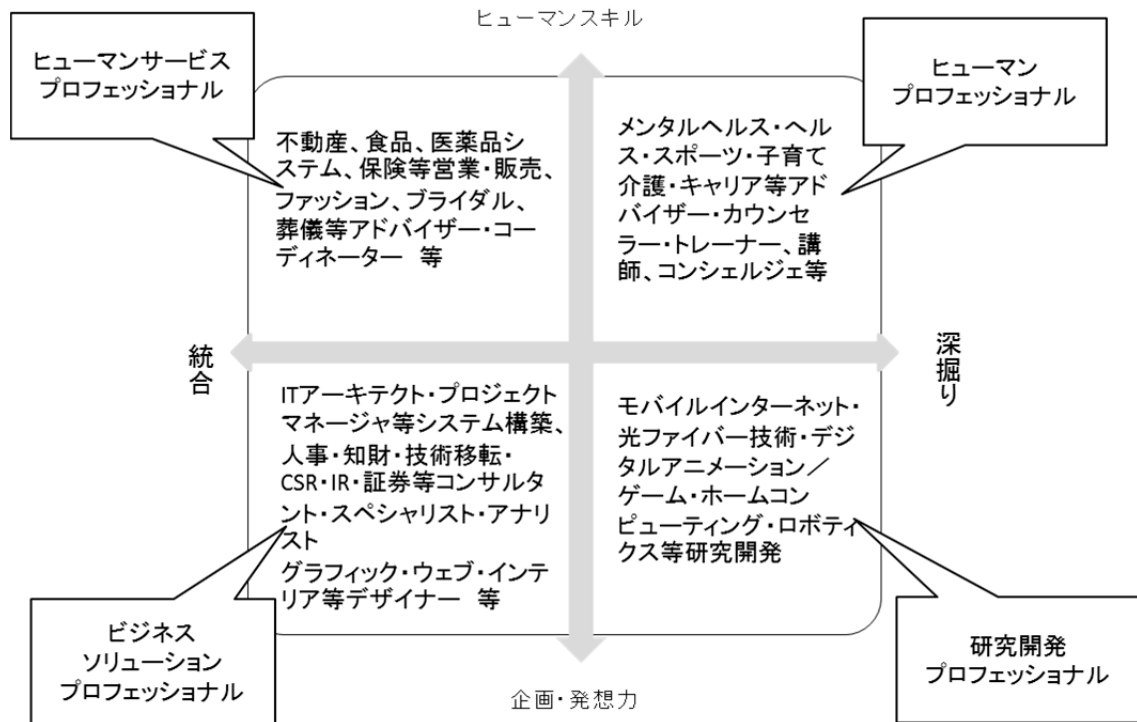 ヒューマンスキル
ヒューマンサービス
プロフェッショナル
ヒューマン
プロフェッショナル
不動産、食品、医薬品シ
ステム、保険等営業・販売、
ファッション、ブライダル、
葬儀等アドバイザー・コー
ディネーター 等
メンタルヘルス・ヘル
ス・スポーツ・子育て
介護・キャリア等アド
バイザー・カウンセ
ラー・トレーナー、講
師、コンシェルジェ等
統合
深掘り
ITアーキテクト・プロジェクト
マネージャ等システム構築、
人事・知財・技術移転・
CSR・IR・証券等コンサルタ
ント・スペシャリスト・アナリ
スト
グラフィック・ウェブ・インテ
リア等デザイナー 等
モバイルインターネット・
光ファイバー技術・デジ
タルアニメーション／
ゲーム・ホームコン
ピューティング・ロボティ
クス等研究開発
ビジネス
ソリューション
プロフェッショナル
研究開発
プロフェッショナル
企画・発想力